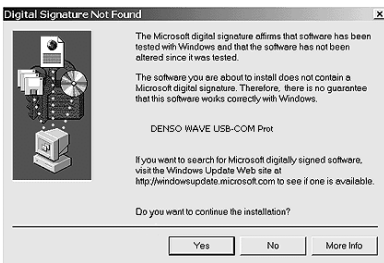 Digital Signature Not Found
x
The Microsoft digital signature affirms that software has been
tested with Windows and that the software has not been
altered since it was tested.
The software you are about to install does not contain a
Microsoft digital signature. Therefore, there is no guarantee
that this software works correctly with Windows.
DENSO WAVE USB-COM Prot
If you want to search for Microsoft digitally signed software,
visit the Windows Update Web site at
http://windowsupdate.microsoft.com to see if one is available.
Do you want to continue the installation?
Yes No More Info